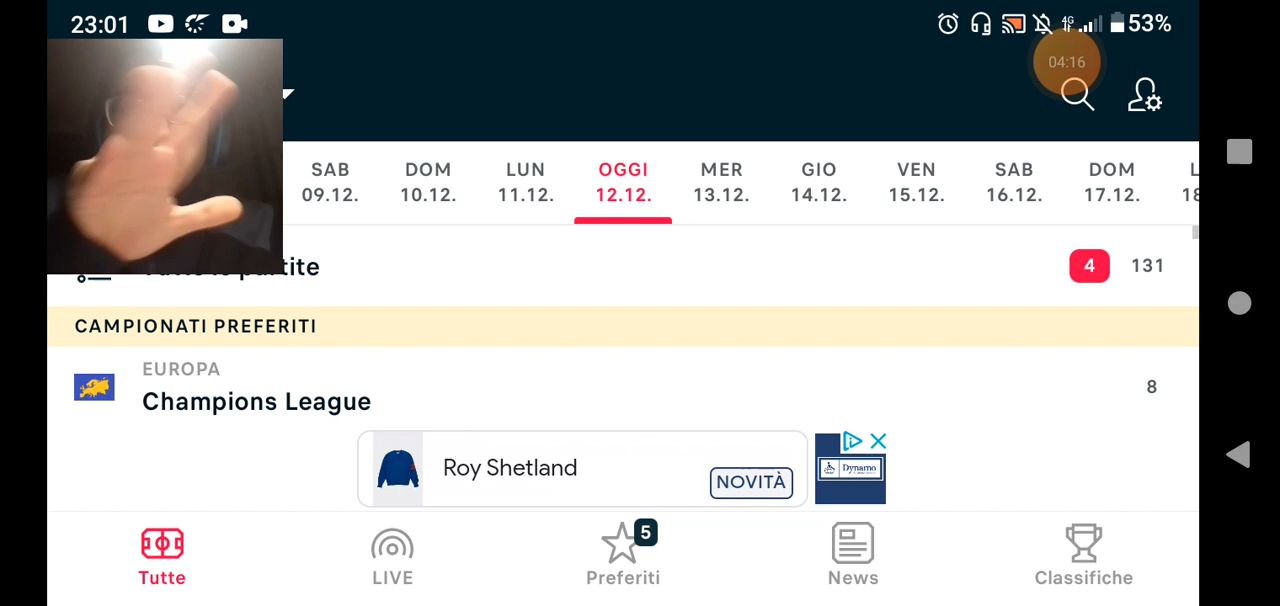 23:01
4G 53%
04:16
SAB DOM LUN OGGI MER GIO VEN SAB DOM L
09.12. 10.12. 11.12. 12.12. 13.12. 14.12. 15.12. 16.12. 17.12. 18
partite 4 131
CAMPIONATI PREFERITI
EUROPA
Champions League 8
Roy Shetland
NOVITÀ
Dynamo
5
Tutte LIVE Preferiti News Classifiche